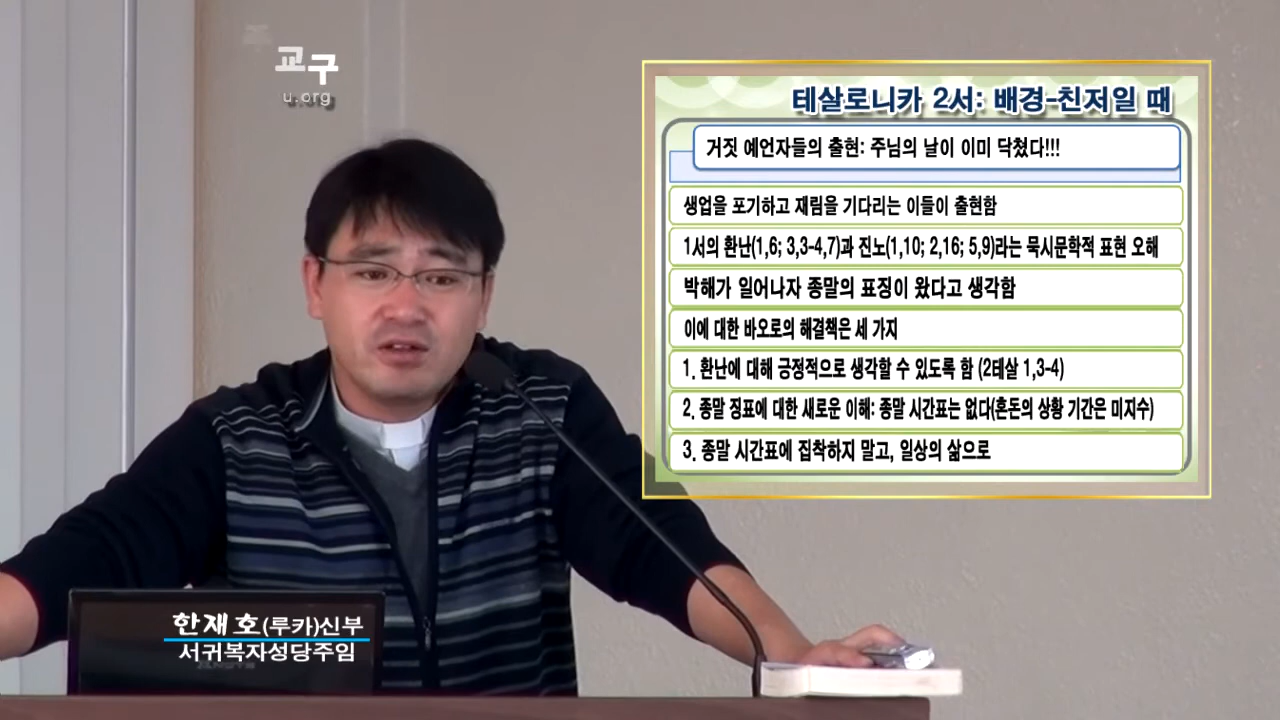 교구
u.org
테살로니카 2서: 배경-친저일 때
거짓 예언자들의 출현: 주님의 날이 이미 닥쳤다!!!
생업을 포기하고 재림을 기다리는 이들이 출현함
1서의 환난(1,6; 3,3-4,7)과 진노(1,10; 2,16; 5,9)라는 묵시문학적 표현 오해
박해가 일어나자 종말의 표징이 왔다고 생각함
이에 대한 바오로의 해결책은 세 가지
1. 환난에 대해 긍정적으로 생각할 수 있도록 함 (2테살 1,3-4)
2. 종말 징표에 대한 새로운 이해: 종말 시간표는 없다(혼돈의 상황 기간은 미지수)
3. 종말 시간표에 집착하지 말고, 일상의 삶으로
한재호(루카)신부
서귀복자성당주임